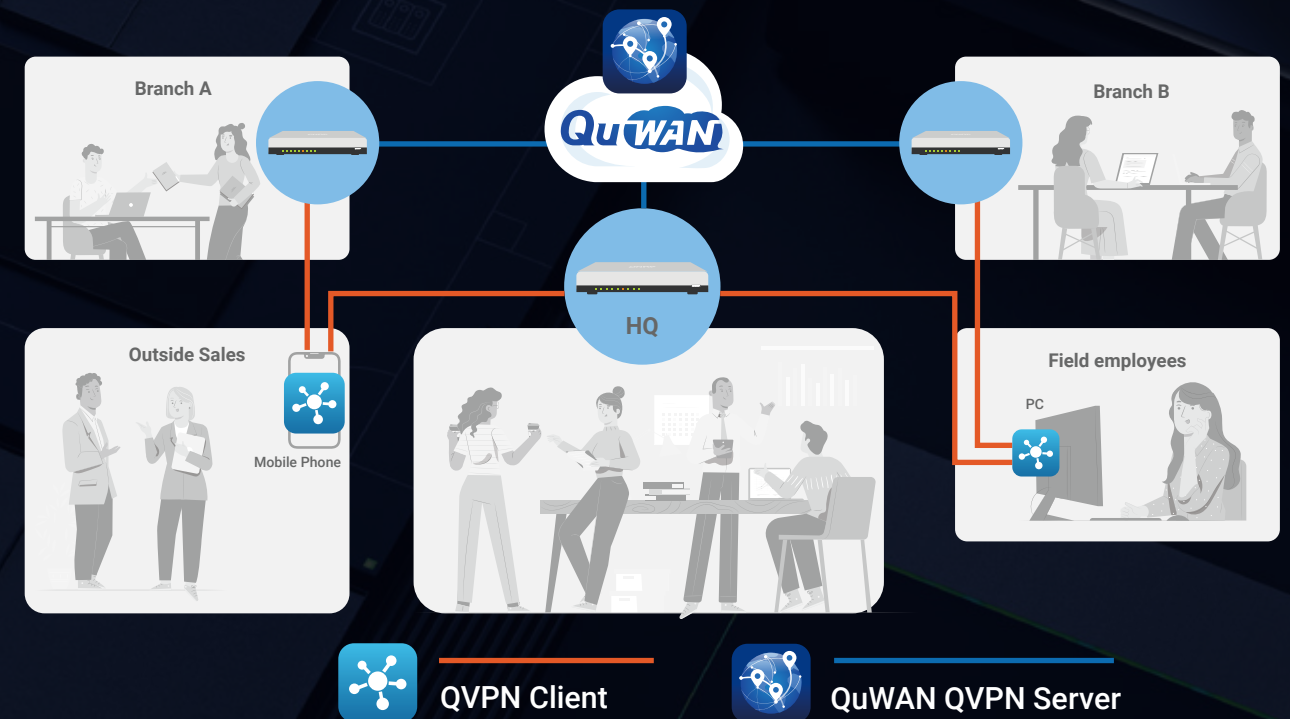 Branch A
QuWAN
Branch B
HQ
Outside Sales
Mobile Phone
Field employees
PC
QVPN Client
QuWAN QVPN Server